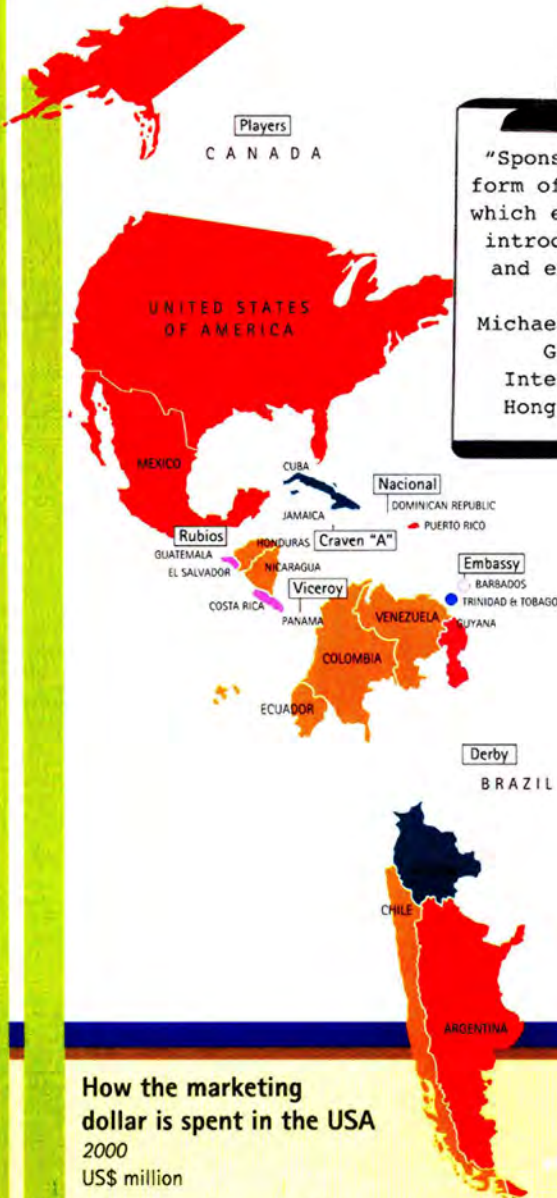 Players
CANADA
"Spons
form of
which e
introd
and e
Michae
G
Inte
Hong
UNITED STATES
OF AMERICA
MEXICO
CUBA
Nacional
DOMINICAN REPUBLIC
JAMAICA
PUERTO RICO
Rubios
HONDURAS
Craven "A"
GUATEMALA
EL SALVADOR
NICARAGUA
Embassy
BARBADOS
Viceroy
TRINIDAD & TOBAGO
COSTA RICA
PANAMA
VENEZUELA
GUYANA
COLOMBIA
ECUADOR
Derby
BRAZIL
CHILE
ARGENTINA
How the marketing
dollar is spent in the USA
2000
US$ million